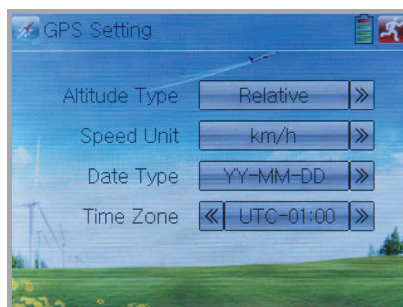 GPS Setting
Altitude Type Relative »
Speed Unit km/h »
Date Type YY-MM-DD »
Time Zone « UTC-01:00 »